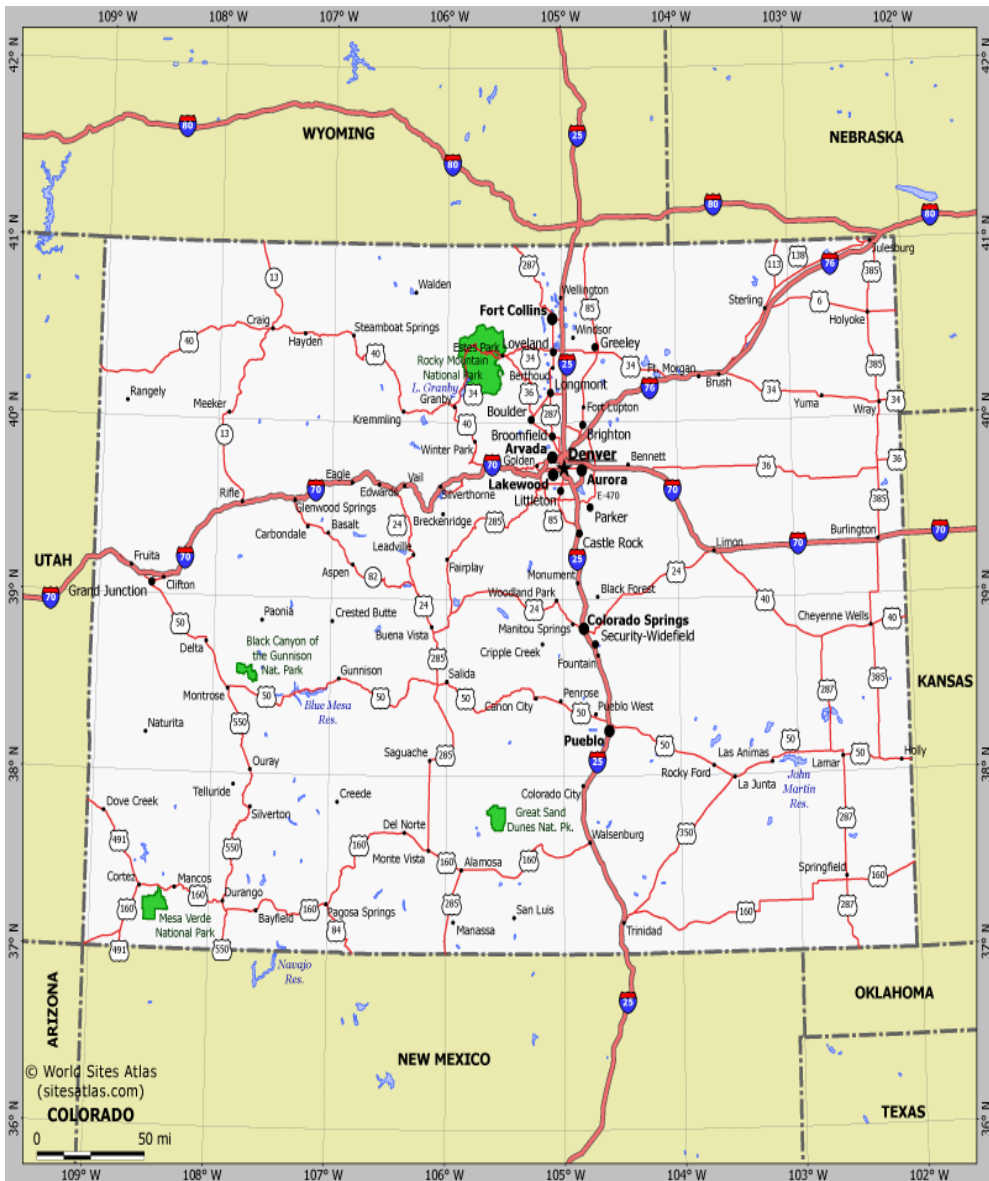 109° W
108° W
107° W
106° W
105° W
104° W
103° W
102° W
42° N
42° N
80
WYOMING
25
NEBRASKA
80
80
80
41° N
41° N
Julesburg
138
113
76
287
385
13
Walden
Wellington
85
Sterling
6
Holyoke
Fort Collins
Craig
Steamboat Springs
Windsor
40
Hayden
Estes Park
Loveland
Greeley
40
Rocky Mountain
National Park
34
25
34
385
Ft. Morgan
Berthoud
Brush
Rangely
L. Granby
34
36
Longmont
76
34
Yuma
34
Meeker
Granby
Wray
40° N
40° N
Kremmling
Boulder
287
Fort Lupton
13
40
Broomfield
Brighton
Winter Park
Arvada
Denver
70
Golden
Bennett
36
36
Eagle
Vail
Lakewood
Aurora
Rifle
70
Edwards
Silverthorne
Littleton
E-470
70
385
Glenwood Springs
Breckenridge
285
85
Parker
Basalt
24
Carbondale
Burlington
70
UTAH
Leadville
Castle Rock
Limon
70
Fruita
70
25
Fairplay
Aspen
82
Monument
24
39° N
39° N
70
Grand Junction
Clifton
Woodland Park
Black Forest
40
24
24
Paonia
Crested Butte
Manitou Springs
Colorado Springs
Cheyenne Wells
40
50
Buena Vista
Security-Widefield
Delta
Black Canyon of
the Gunnison
Nat. Park
Cripple Creek
285
Fountain
Gunnison
Salida
385
KANSAS
Montrose
50
50
50
Penrose
287
Blue Mesa
Res.
Canon City
50
Pueblo West
550
Naturita
Pueblo
50
50
Saguache
285
Las Animas
50
Holly
38° N
38° N
Ouray
25
Rocky Ford
Lamar
La Junta
John
Martin
Res.
Telluride
Creede
Colorado City
Dove Creek
Silverton
Great Sand
Dunes Nat. Pk.
287
Del Norte
491
550
160
Walsenburg
350
Monte Vista
160
Alamosa
160
Springfield
160
Cortez
Mancos
160
Durango
160
Mesa Verde
National Park
Bayfield
160
Pagosa Springs
285
San Luis
160
287
84
Manassa
Trinidad
37° N
37° N
491
550
Navajo
Res.
25
OKLAHOMA
ARIZONA
NEW MEXICO
© World Sites Atlas
(sitesatlas.com)
COLORADO
TEXAS
36° N
36° N
0
50 mi
109° W
108° W
107° W
106° W
105° W
104° W
103° W
102° W